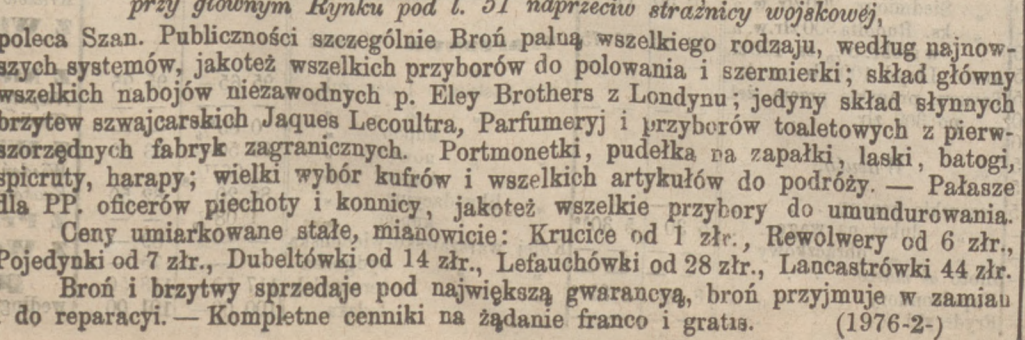 przy głównym Rynku pod l. 51 naprzeciw strażnicy wojskowéj,
poleca Szan. Publiczności szczególnie Broń palną wszelkiego rodzaju, według najnow-
szych systemów, jakoteż wszelkich przyborów do polowania i szermierki; skład główny
wszelkich nabojów niezawodnych p. Eley Brothers z Londynu; jedyny skład słynnych
brzytew szwajcarskich Jaques Lecoultra, Parfumeryj i przyborów toaletowych z pierw-
szorzędnych fabryk zagranicznych. Portmonetki, pudełka na zapałki, laski, batogi,
spicruty, harapy; wielki wybór kufrów i wszelkich artykułów do podróży. — Pałasze
dla PP. oficerów piechoty i konnicy, jakoteż wszelkie przybory do umundurowania.
Ceny umiarkowane stałe, mianowicie: Krucice od 1 złr., Rewolwery od 6 złr.,
Pojedynki od 7 złr., Dubeltówki od 14 złr., Lefauchówki od 28 złr., Lancastrówki 44 złr.
Broń i brzytwy sprzedaje pod największą gwarancyą, broń przyjmuje w zamian
i do reparacyi. — Kompletne cenniki na żądanie franco i gratis. (1976-2-)